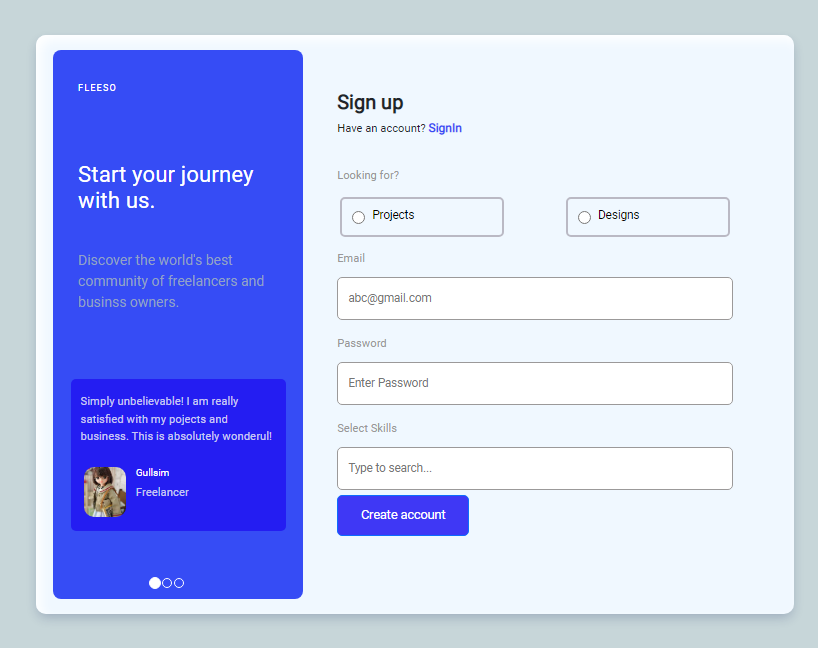 FLEESO
Start your journey
with us.
Discover the world's best
community of freelancers and
businss owners.
Simply unbelievable! I am really
satisfied with my pojects and
business. This is absolutely wonderul!
Gullaim
Freelancer
Sign up
Have an account? SignIn
Looking for?
Projects
Designs
Email
abc@gmail.com
Password
Enter Password
Select Skills
Type to search...
Create account